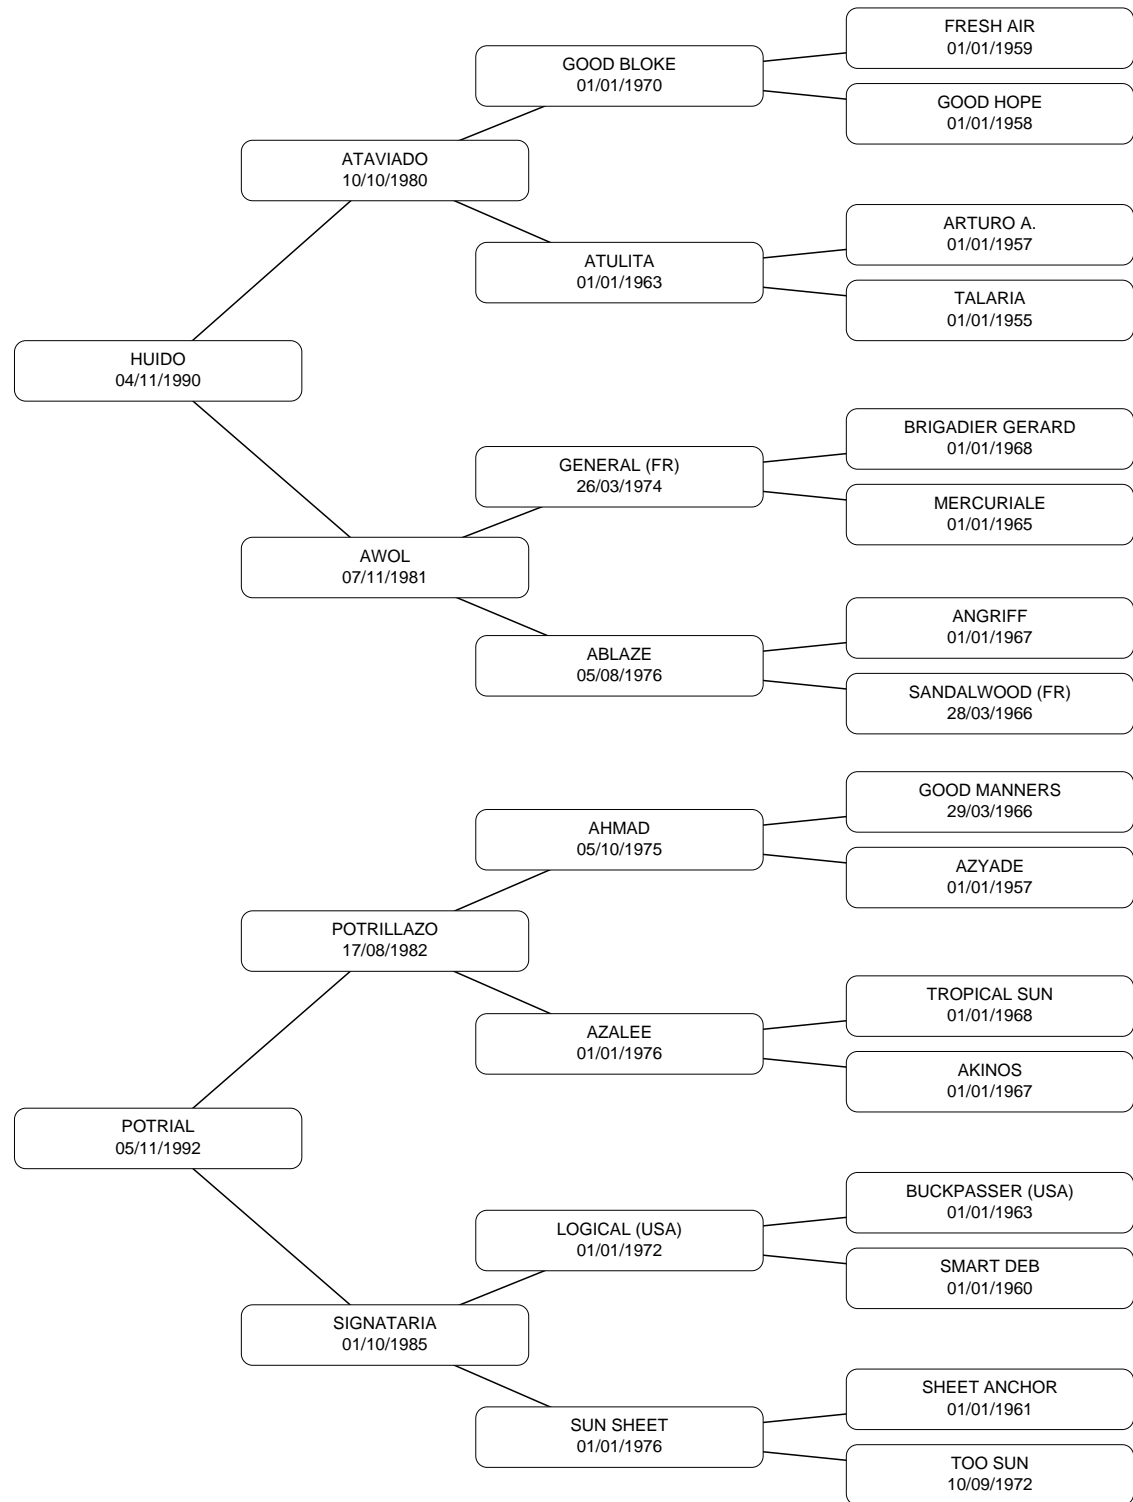 FRESH AIR
01/01/1959
GOOD BLOKE
01/01/1970
GOOD HOPE
01/01/1958
ATAVIADO
10/10/1980
ARTURO A.
01/01/1957
ATULITA
01/01/1963
TALARIA
01/01/1955
HUIDO
04/11/1990
BRIGADIER GERARD
01/01/1968
GENERAL (FR)
26/03/1974
MERCURIALE
01/01/1965
AWOL
07/11/1981
ANGRIFF
01/01/1967
ABLAZE
05/08/1976
SANDALWOOD (FR)
28/03/1966
GOOD MANNERS
29/03/1966
AHMAD
05/10/1975
AZYADE
01/01/1957
POTRILLAZO
17/08/1982
TROPICAL SUN
01/01/1968
AZALEE
01/01/1976
AKINOS
01/01/1967
POTRIAL
05/11/1992
BUCKPASSER (USA)
01/01/1963
LOGICAL (USA)
01/01/1972
SMART DEB
01/01/1960
SIGNATARIA
01/10/1985
SHEET ANCHOR
01/01/1961
SUN SHEET
01/01/1976
TOO SUN
10/09/1972